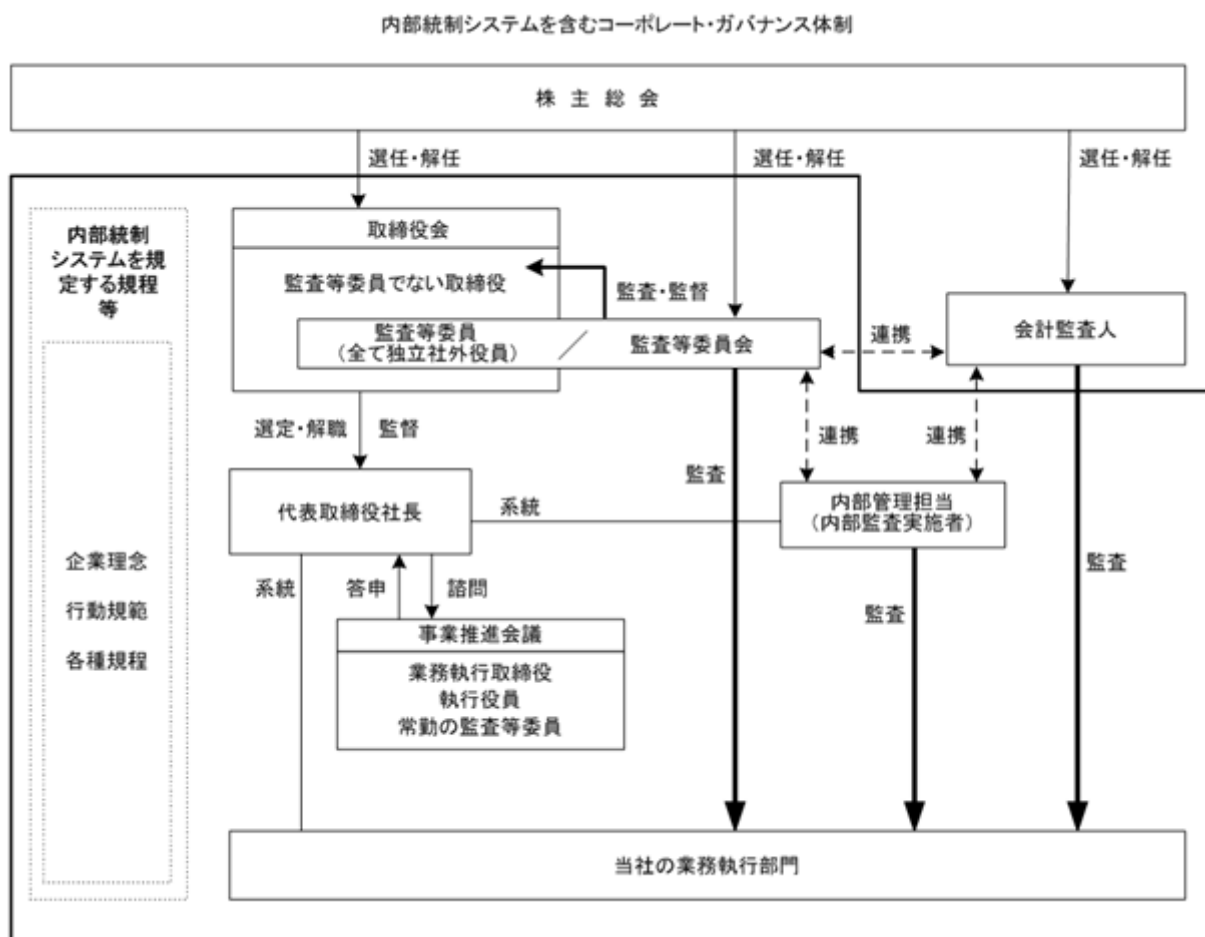 内部統制システムを含むコーポレート・ガバナンス体制
株 主 総 会
選任・解任
選任・解任
選任・解任
内部統制
システムを規
定する規程
等
企業理念
行動規範
各種規程
取締役会
監査等委員でない取締役
監査・監督
監査等委員
（全て独立社外役員）
／
監査等委員会
連携
会計監査人
選定・解職
監督
連携
連携
監査
代表取締役社長
系統
内部管理担当
（内部監査実施者）
系統
答申
諮問
監査
監査
事業推進会議
業務執行取締役
執行役員
常勤の監査等委員
当社の業務執行部門